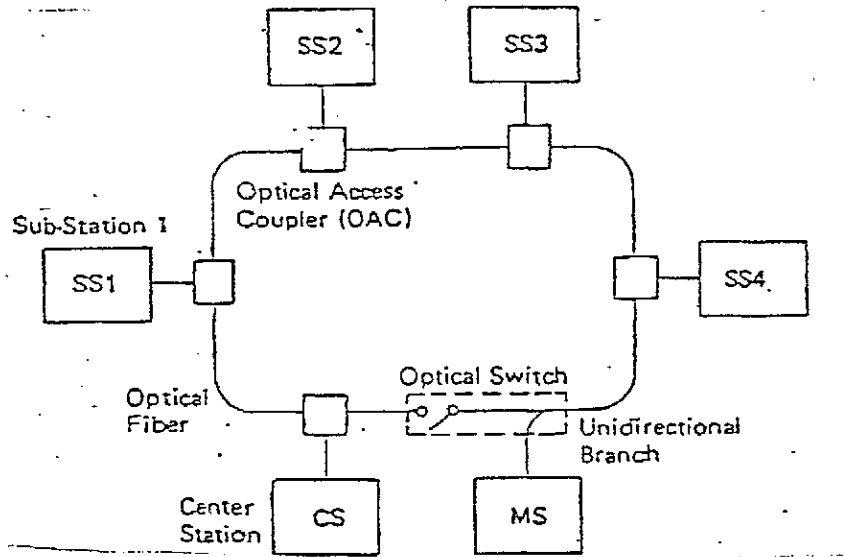 SS2
SS3
Optical Access
Coupler (OAC)
Sub-Station I
SS1
SS4
Optical Switch
Optical
Fiber
Unidirectional
Branch
Center
Station
CS
MS